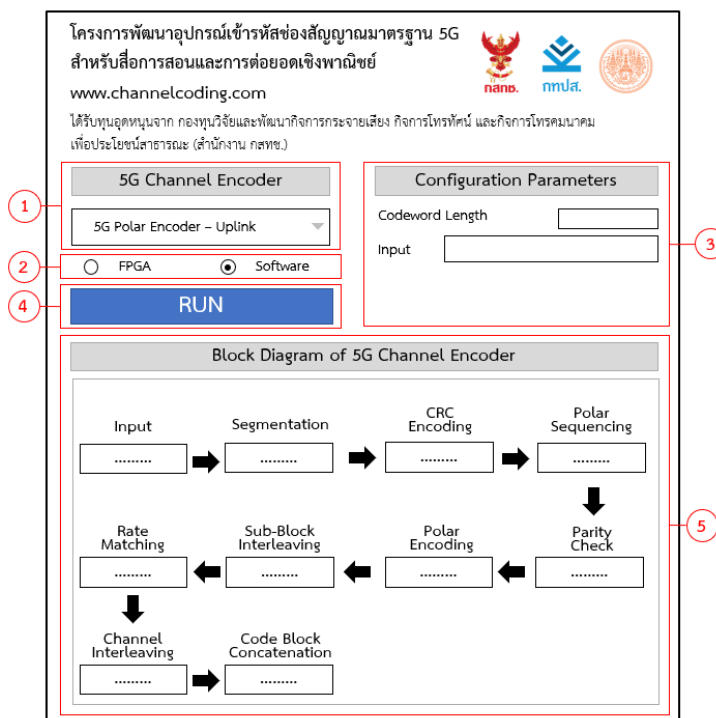 โครงการพัฒนาอุปกรณ์เข้ารหัสช่องสัญญาณมาตรฐาน 5G
สำหรับสื่อการสอนและการต่อยอดเชิงพาณิชย์
www.channelcoding.com
กสทช.
กทปส.
ได้รับทุนอุดหนุนจาก กองทุนวิจัยและพัฒนากิจการกระจายเสียง กิจการโทรทัศน์ และกิจการโทรคมนาคม
เพื่อประโยชน์สาธารณะ (สำนักงาน กสทช.)
1
5G Channel Encoder
5G Polar Encoder – Uplink
2
FPGA
Software
4
RUN
Configuration Parameters
Codeword Length
Input
3
Block Diagram of 5G Channel Encoder
Input
.........
Segmentation
.........
CRC
Encoding
.........
Polar
Sequencing
.........
5
Rate
Matching
.........
Sub-Block
Interleaving
.........
Polar
Encoding
.........
Parity
Check
.........
Channel
Interleaving
.........
Code Block
Concatenation
.........